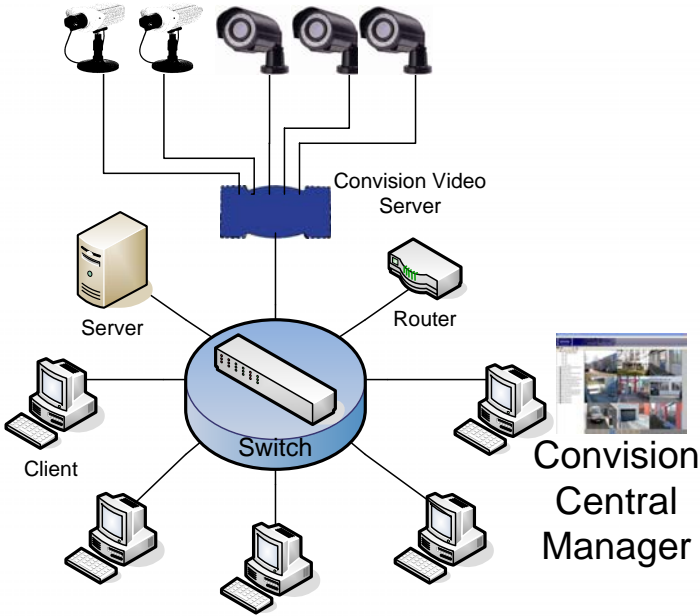 Convision Video
Server
Server
Router
Switch
Client
Convision
Central
Manager